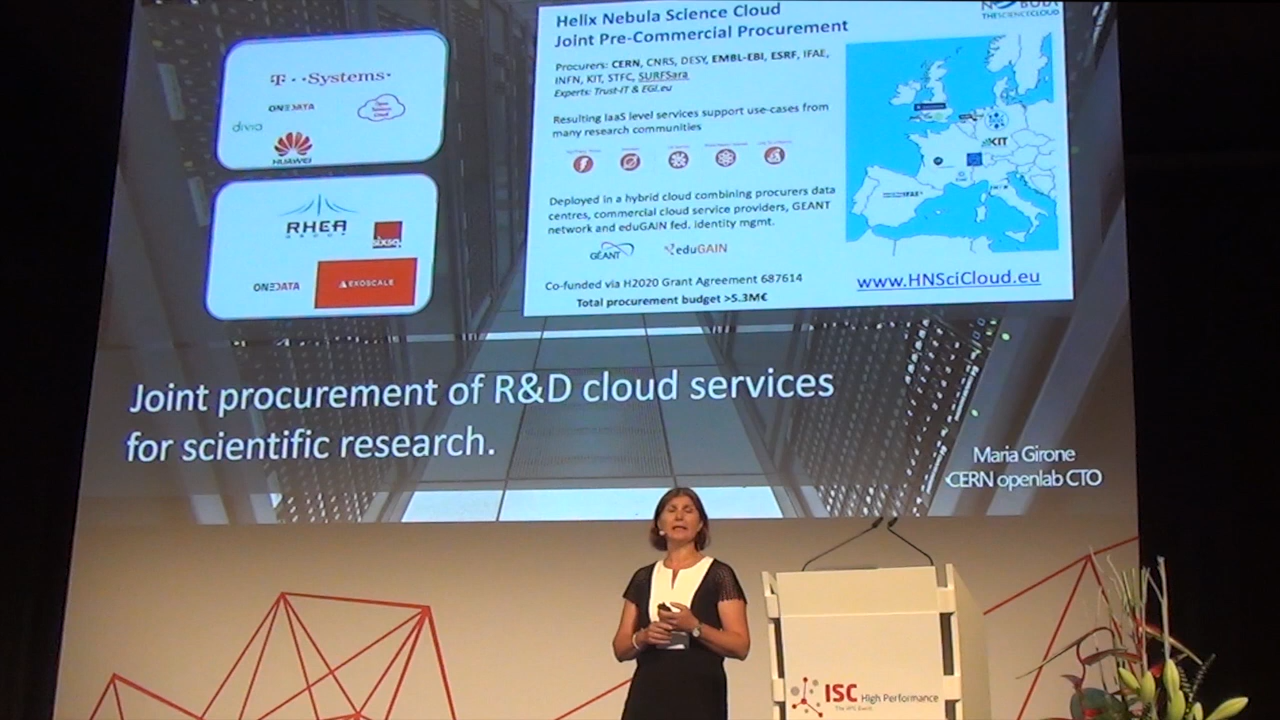 T··Systems·
ONEDATA
Open Science Cloud
divia
HUAWEI
RHEA
GROUP
sixsq
ONEDATA
EXOSCALE
Helix Nebula Science Cloud
Joint Pre-Commercial Procurement
THESCIENCECLOUD
Procurers: CERN, CNRS, DESY, EMBL-EBI, ESRF, IFAE,
INFN, KIT, STFC, SURFSara
Experts: Trust-IT & EGI.eu
Resulting IaaS level services support use-cases from
many research communities
Deployed in a hybrid cloud combining procurers data
centres, commercial cloud service providers, GEANT
network and eduGAIN fed. identity mgmt.
GÉANT
eduGAIN
Co-funded via H2020 Grant Agreement 687614
Total procurement budget >5.3M€
KIT
IFAE
www.HNSciCloud.eu
Joint procurement of R&D cloud services
for scientific research.
Maria Girone
CERN openlab CTO
ISC High Performance
The HPC Event.